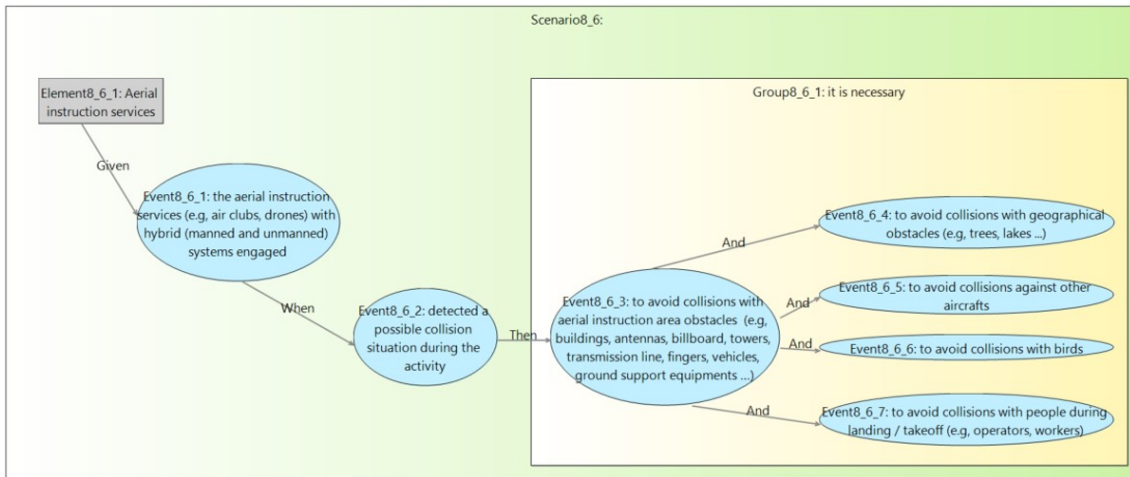 Scenario8_6:
Element8_6_1: Aerial
instruction services
Group8_6_1: it is necessary
Given
Event8_6_1: the aerial instruction
services (e.g, air clubs, drones) with
hybrid (manned and unmanned)
systems engaged
When
Event8_6_2: detected a
possible collision
situation during the
activity
Then
Event8_6_3: to avoid collisions with
aerial instruction area obstacles (e.g,
buildings, antennas, billboard, towers,
transmission line, fingers, vehicles,
ground support equipments ...)
And
Event8_6_4: to avoid collisions with geographical
obstacles (e.g, trees, lakes ...)
And
Event8_6_5: to avoid collisions against other
aircrafts
And
Event8_6_6: to avoid collisions with birds
And
Event8_6_7: to avoid collisions with people during
landing / takeoff (e.g, operators, workers)